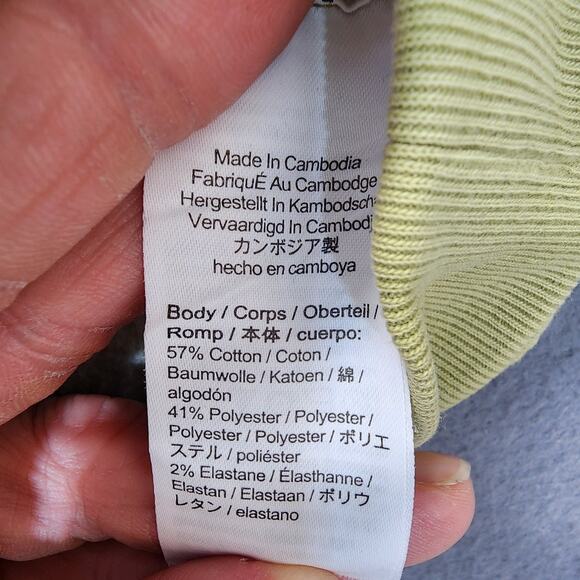 Made In Cambodia
FabriquÉ Au Cambodge
Hergestellt In
Vervaardigd In
カンボジア製
hecho en camboya
Body / Corps / Oberteil /
Romp / 本体 / cuerpo:
57% Cotton / Coton /
Baumwolle / Katoen / 綿 /
algodón
41% Polyester / Polyester /
Polyester / Polyester / ポリエ
ステル / poliéster
2% Elastane / Élasthanne /
Elastan / Elastaan / ポリウ
レタン / elastano